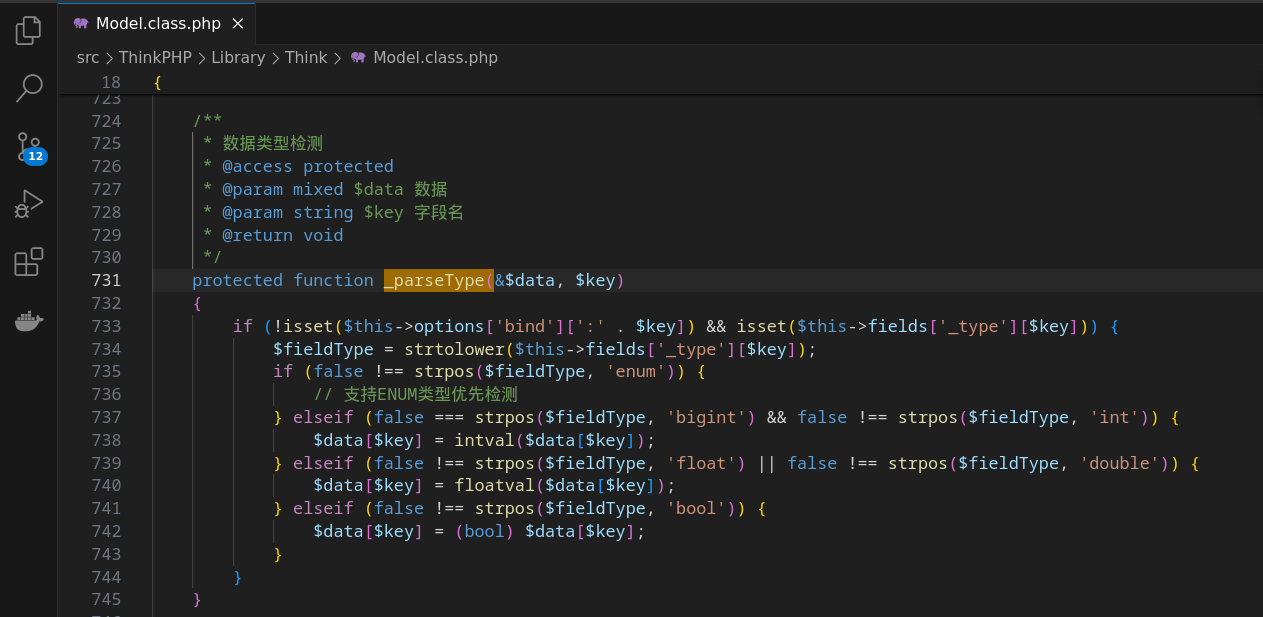 Model.class.php
src > ThinkPHP > Library > Think > Model.class.php
18 {
723
724 /**
725 * 数据类型检测
726 * @access protected
727 * @param mixed $data 数据
728 * @param string $key 字段名
729 * @return void
730 */
731 protected function _parseType(&$data, $key)
732 {
733 if (!isset($this->options['bind'][':' . $key]) && isset($this->fields['_type'][$key])) {
734 $fieldType = strtolower($this->fields['_type'][$key]);
735 if (false !== strpos($fieldType, 'enum')) {
736 // 支持ENUM类型优先检测
737 } elseif (false === strpos($fieldType, 'bigint') && false !== strpos($fieldType, 'int')) {
738 $data[$key] = intval($data[$key]);
739 } elseif (false !== strpos($fieldType, 'float') || false !== strpos($fieldType, 'double')) {
740 $data[$key] = floatval($data[$key]);
741 } elseif (false !== strpos($fieldType, 'bool')) {
742 $data[$key] = (bool) $data[$key];
743 }
744 }
745 }
12